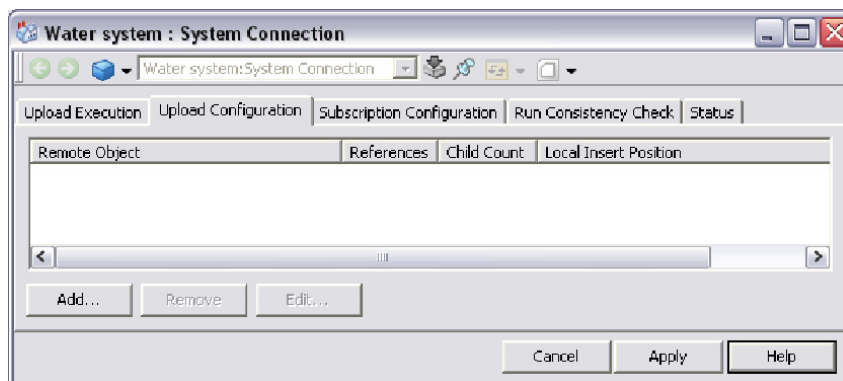 Water system : System Connection
Water system:System Connection
Upload Execution Upload Configuration Subscription Configuration Run Consistency Check Status
Remote Object References Child Count Local Insert Position
Add... Remove Edit...
Cancel Apply Help